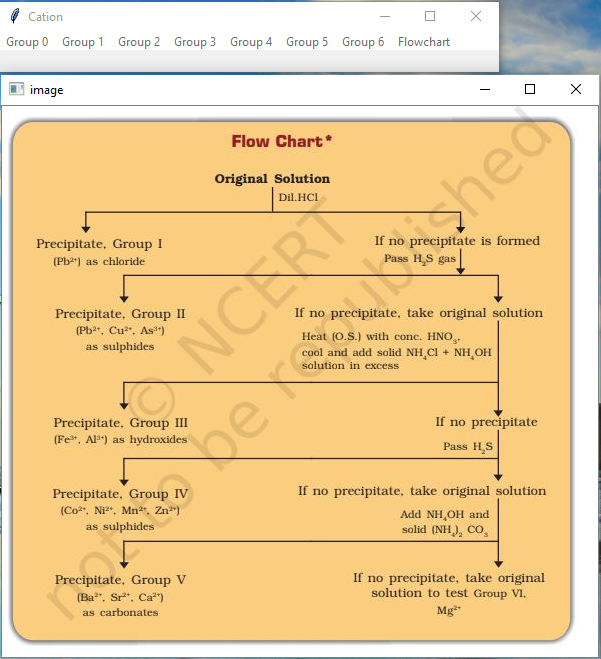 Cation
Group 0 Group 1 Group 2 Group 3 Group 4 Group 5 Group 6 Flowchart
image
Flow Chart*
Original Solution
Dil.HCl
Precipitate, Group I
(Pb²⁺) as chloride
If no precipitate is formed
Pass H₂S gas
Precipitate, Group II
(Pb²⁺, Cu²⁺, As³⁺)
as sulphides
If no precipitate, take original solution
Heat (O.S.) with conc. HNO₃,
cool and add solid NH₄Cl + NH₄OH
solution in excess
Precipitate, Group III
(Fe³⁺, Al³⁺) as hydroxides
If no precipitate
Pass H₂S
Precipitate, Group IV
(Co²⁺, Ni²⁺, Mn²⁺, Zn²⁺)
as sulphides
If no precipitate, take original solution
Add NH₄OH and
solid (NH₄)₂ CO₃
Precipitate, Group V
(Ba²⁺, Sr²⁺, Ca²⁺)
as carbonates
If no precipitate, take original
solution to test Group VI,
Mg²⁺
© NCERT
not to be republished